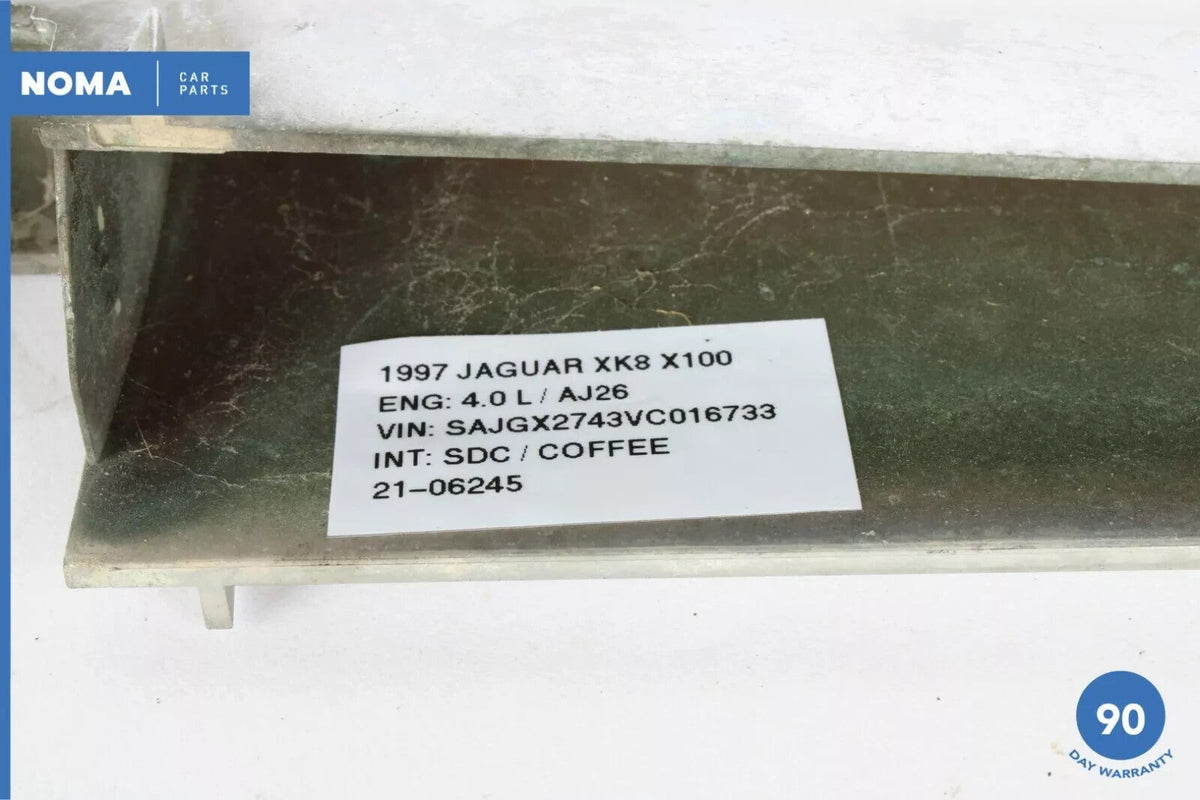 NOMA
CAR
PARTS
1997 JAGUAR XK8 X100
ENG: 4.0 L / AJ26
VIN: SAJGX2743VC016733
INT: SDC / COFFEE
21-06245
90
DAY WARRANTY